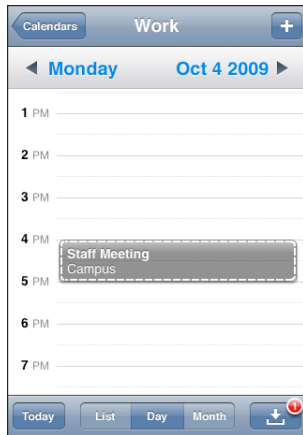 Calendars
Work
+
Monday Oct 4 2009
1 PM
2 PM
3 PM
4 PM
Staff Meeting
Campus
5 PM
6 PM
7 PM
Today List Day Month 1